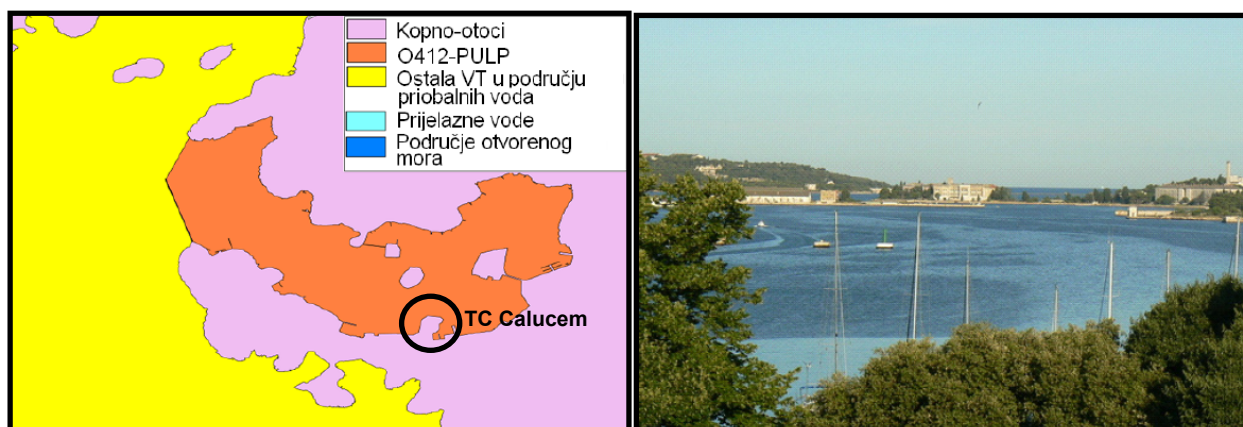 Kopno-otoci
O412-PULP
Ostala VT u području
priobalnih voda
Prijelazne vode
Područje otvorenog
mora
TC Calucem